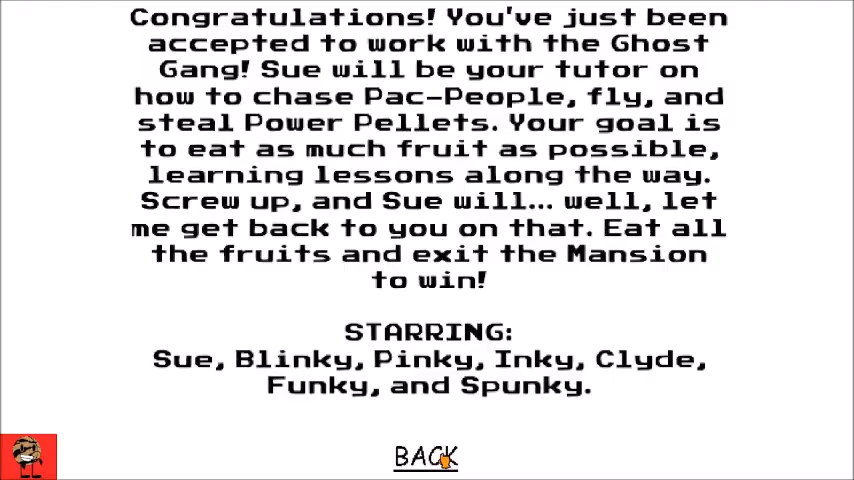 Congratulations! You've just been
accepted to work with the Ghost
Gang! Sue will be your tutor on
how to chase Pac-People, fly, and
steal Power Pellets. Your goal is
to eat as much fruit as possible,
learning lessons along the way.
Screw up, and Sue will... well, let
me get back to you on that. Eat all
the fruits and exit the Mansion
to win!
STARRING:
Sue, Blinky, Pinky, Inky, Clyde,
Funky, and Spunky.
BACK